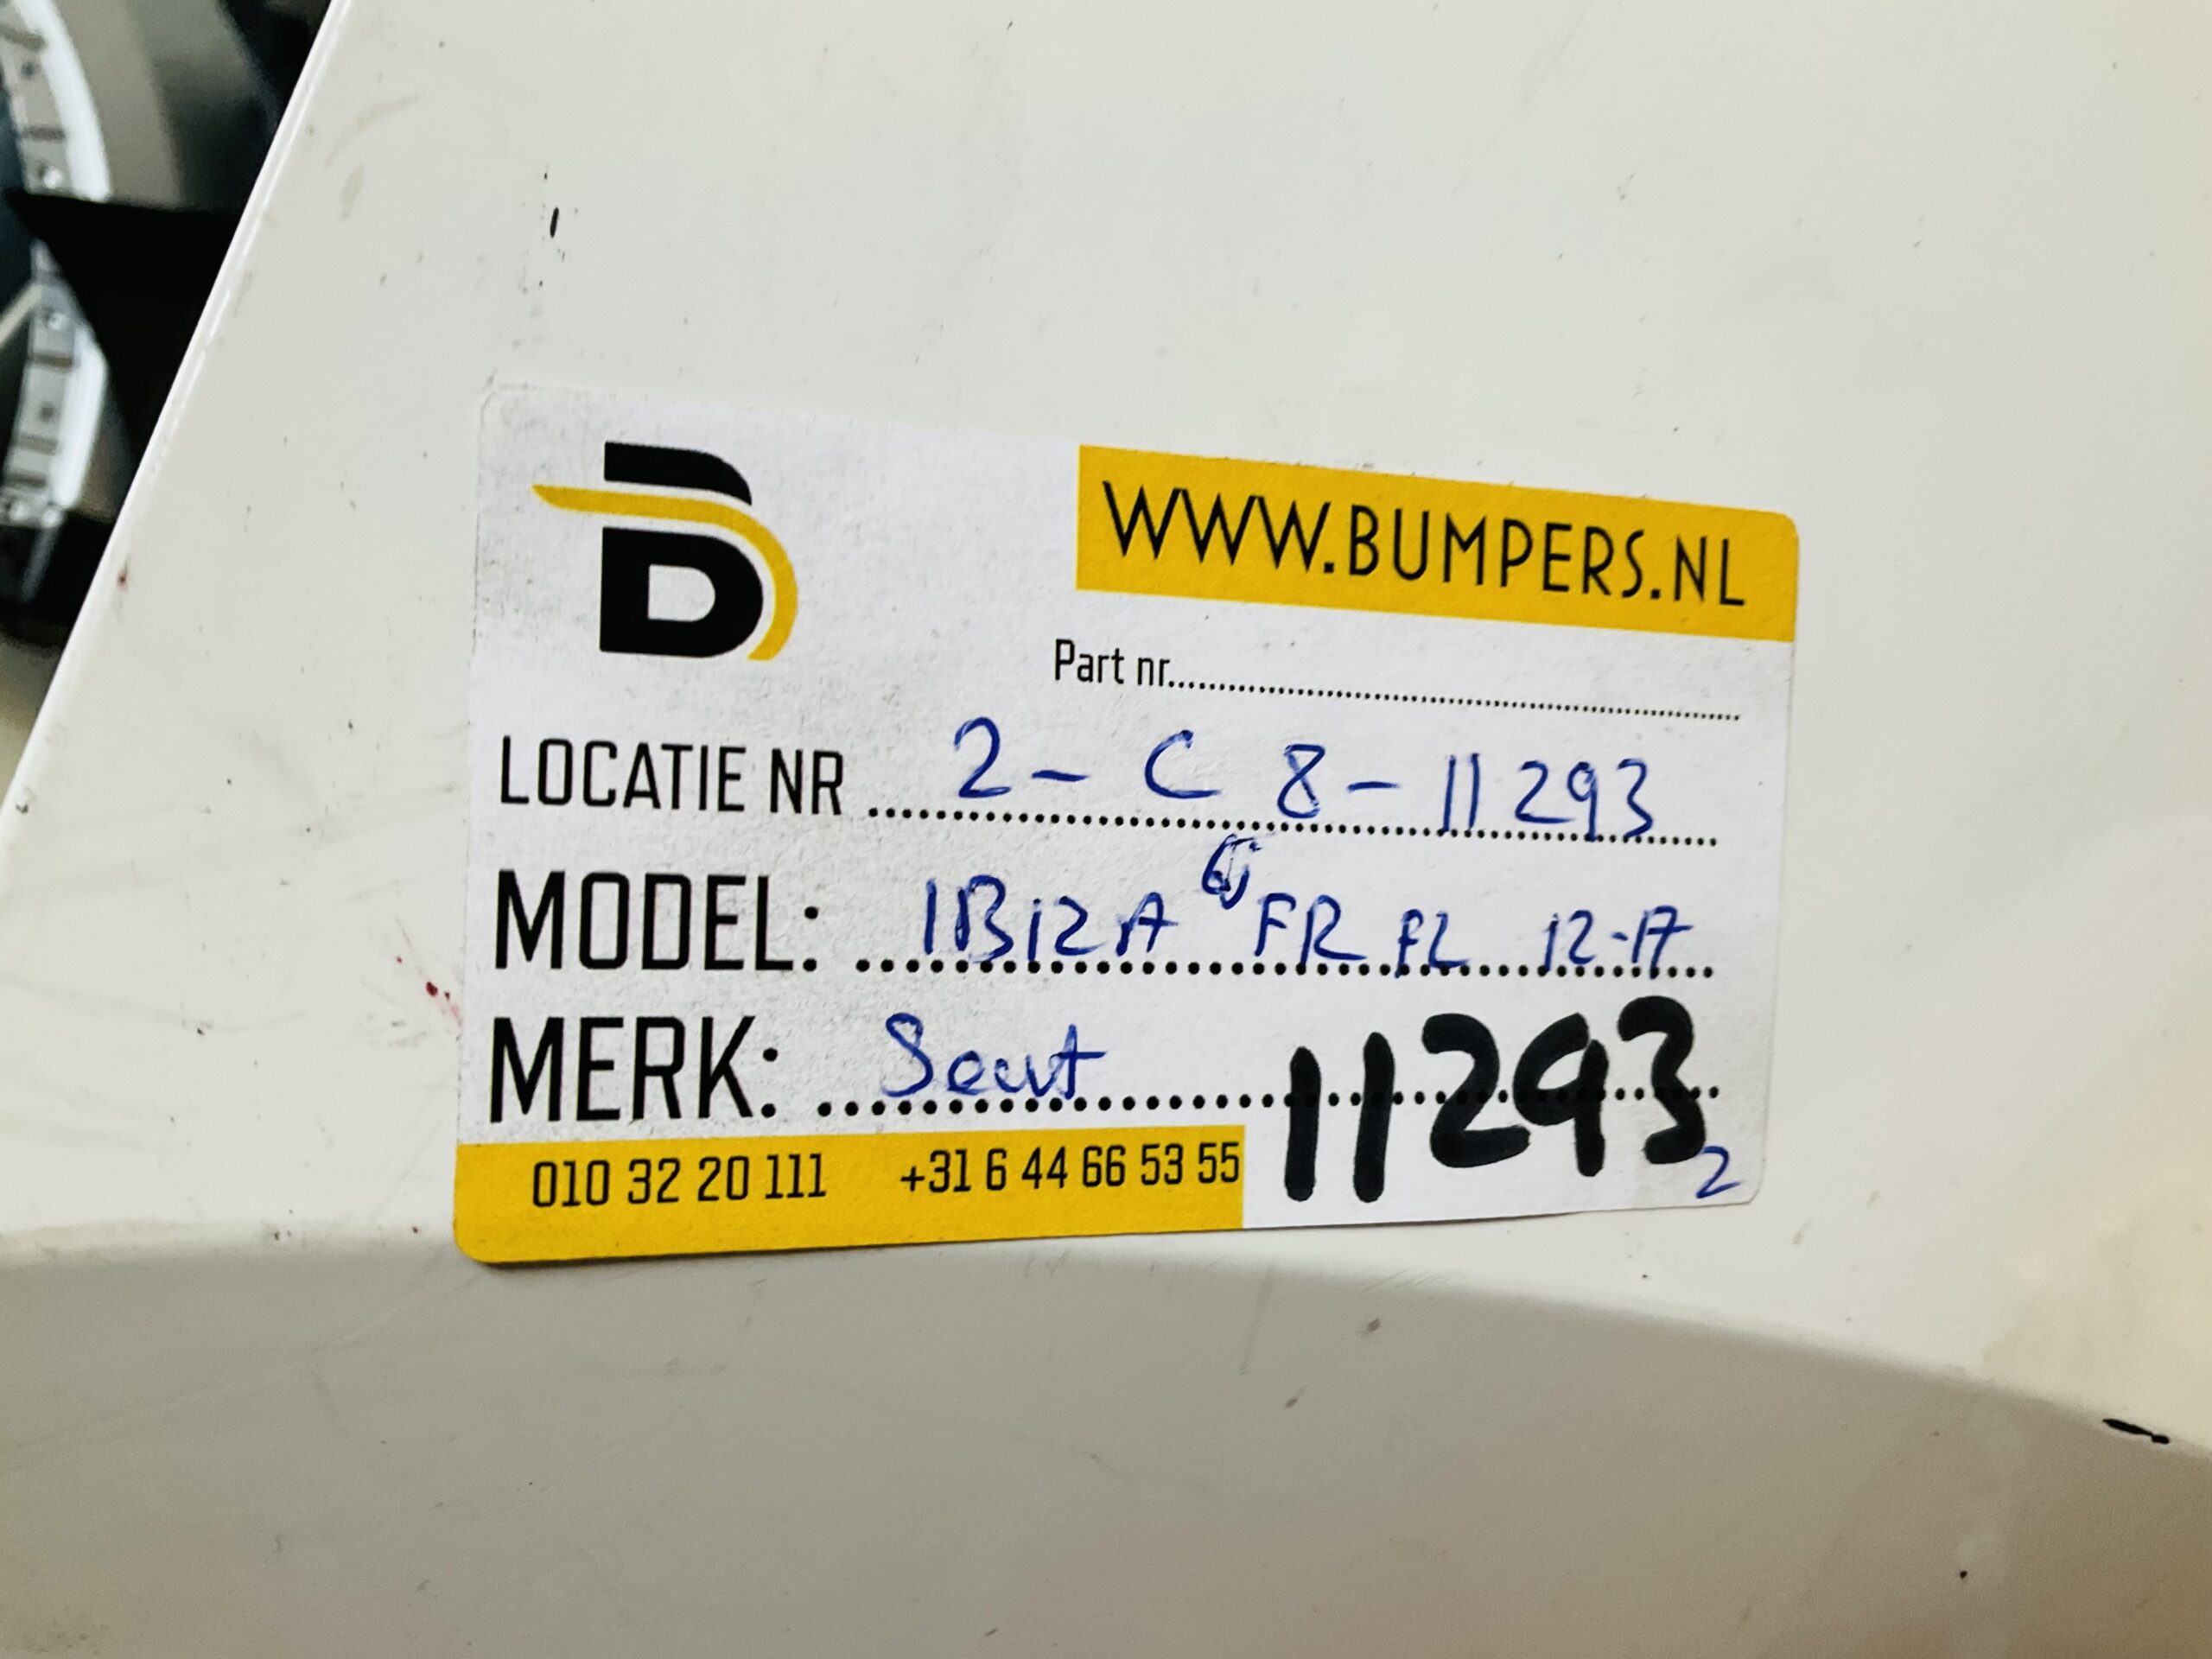 WWW.BUMPERS.NL
Part nr.
LOCATIE NR 2 - C 8 - 11293
MODEL: IBIZA FR FL 12-17
MERK: Seat
11293
2
010 32 20 111 +31 6 44 66 53 55